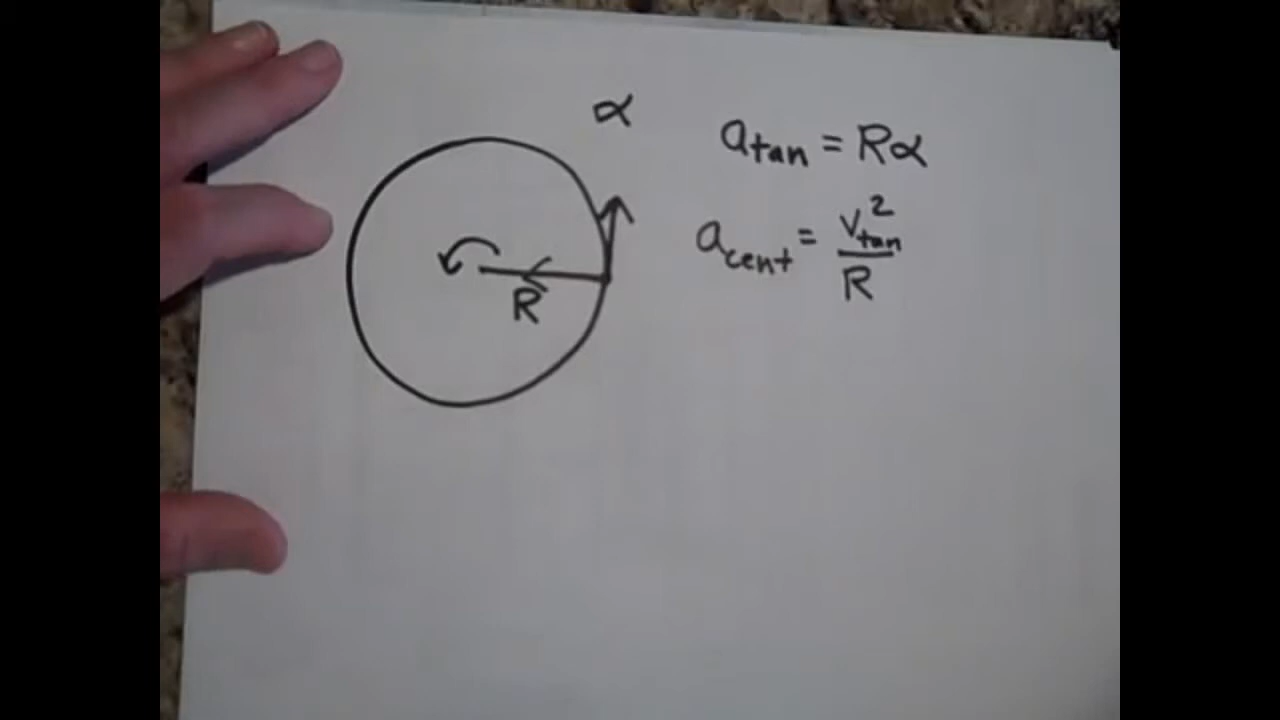 α
a_tan = Rα
a_cent = v_tan^2 / R
R